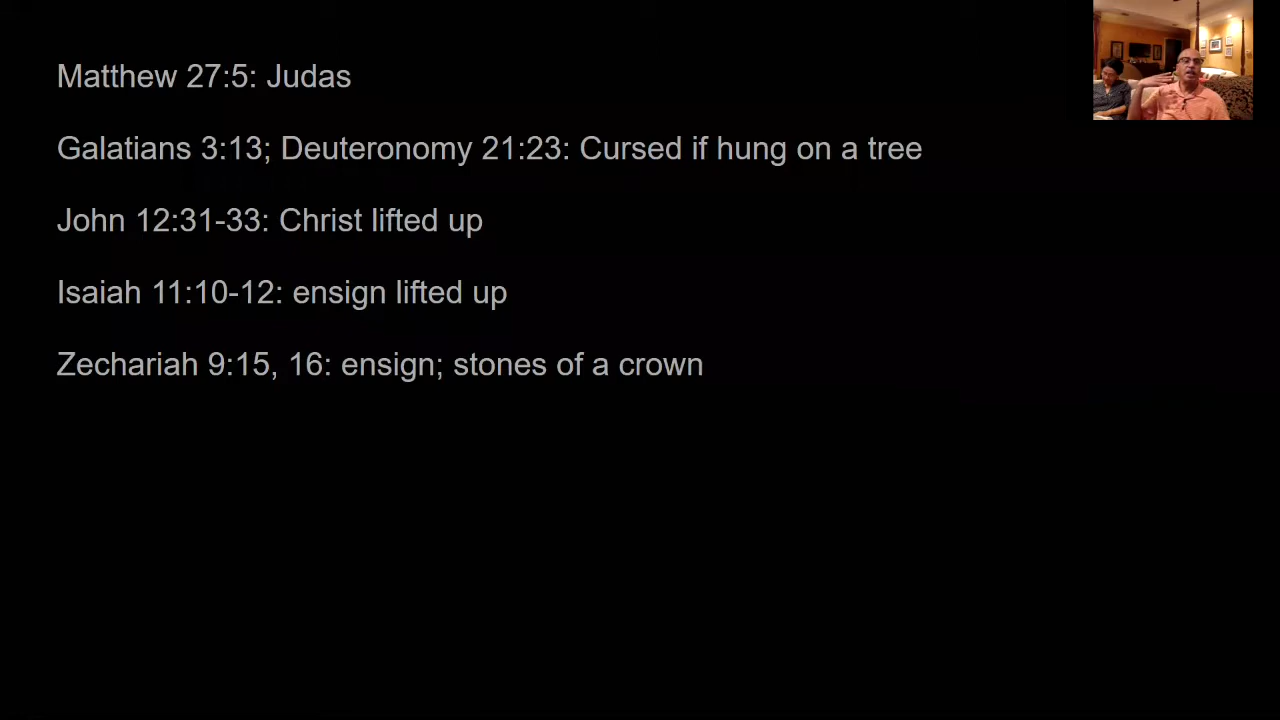 Matthew 27:5: Judas
Galatians 3:13; Deuteronomy 21:23: Cursed if hung on a tree
John 12:31-33: Christ lifted up
Isaiah 11:10-12: ensign lifted up
Zechariah 9:15, 16: ensign; stones of a crown